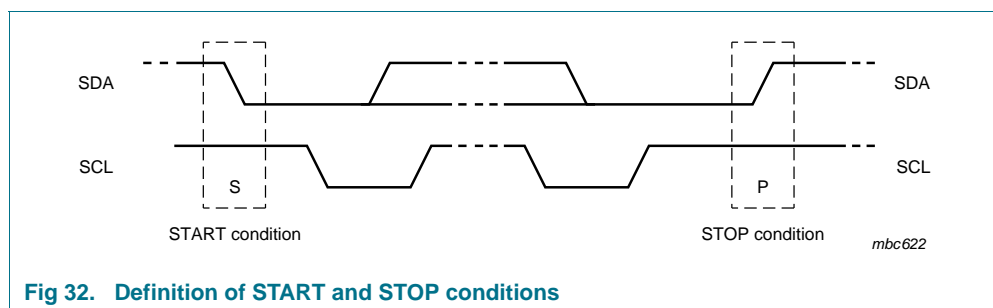 SDA SDA
SCL SCL
S P
START condition STOP condition
mbc622
Fig 32. Definition of START and STOP conditions